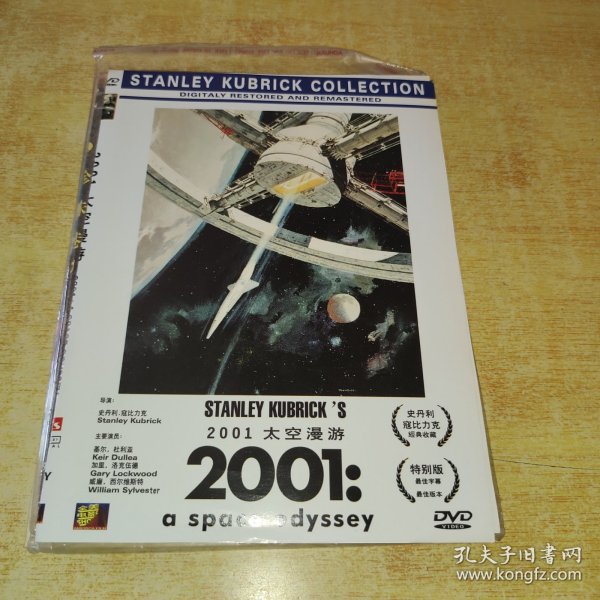 STANLEY KUBRICK COLLECTION
DIGITALY RESTORED AND REMASTERED
导演:
史丹利.寇比力克
Stanley Kubrick
主要演员:
基尔．杜利亚
Keir Dullea
加里．洛克伍德
Gary Lockwood
威廉．西尔维斯特
William Sylvester
STANLEY KUBRICK 'S
2001 太空漫游
2001:
a space odyssey
史丹利
寇比力克
经典收藏
特别版
最佳字幕
最佳版本
DVD
VIDEO
孔夫子旧书网
www.kongfz.com